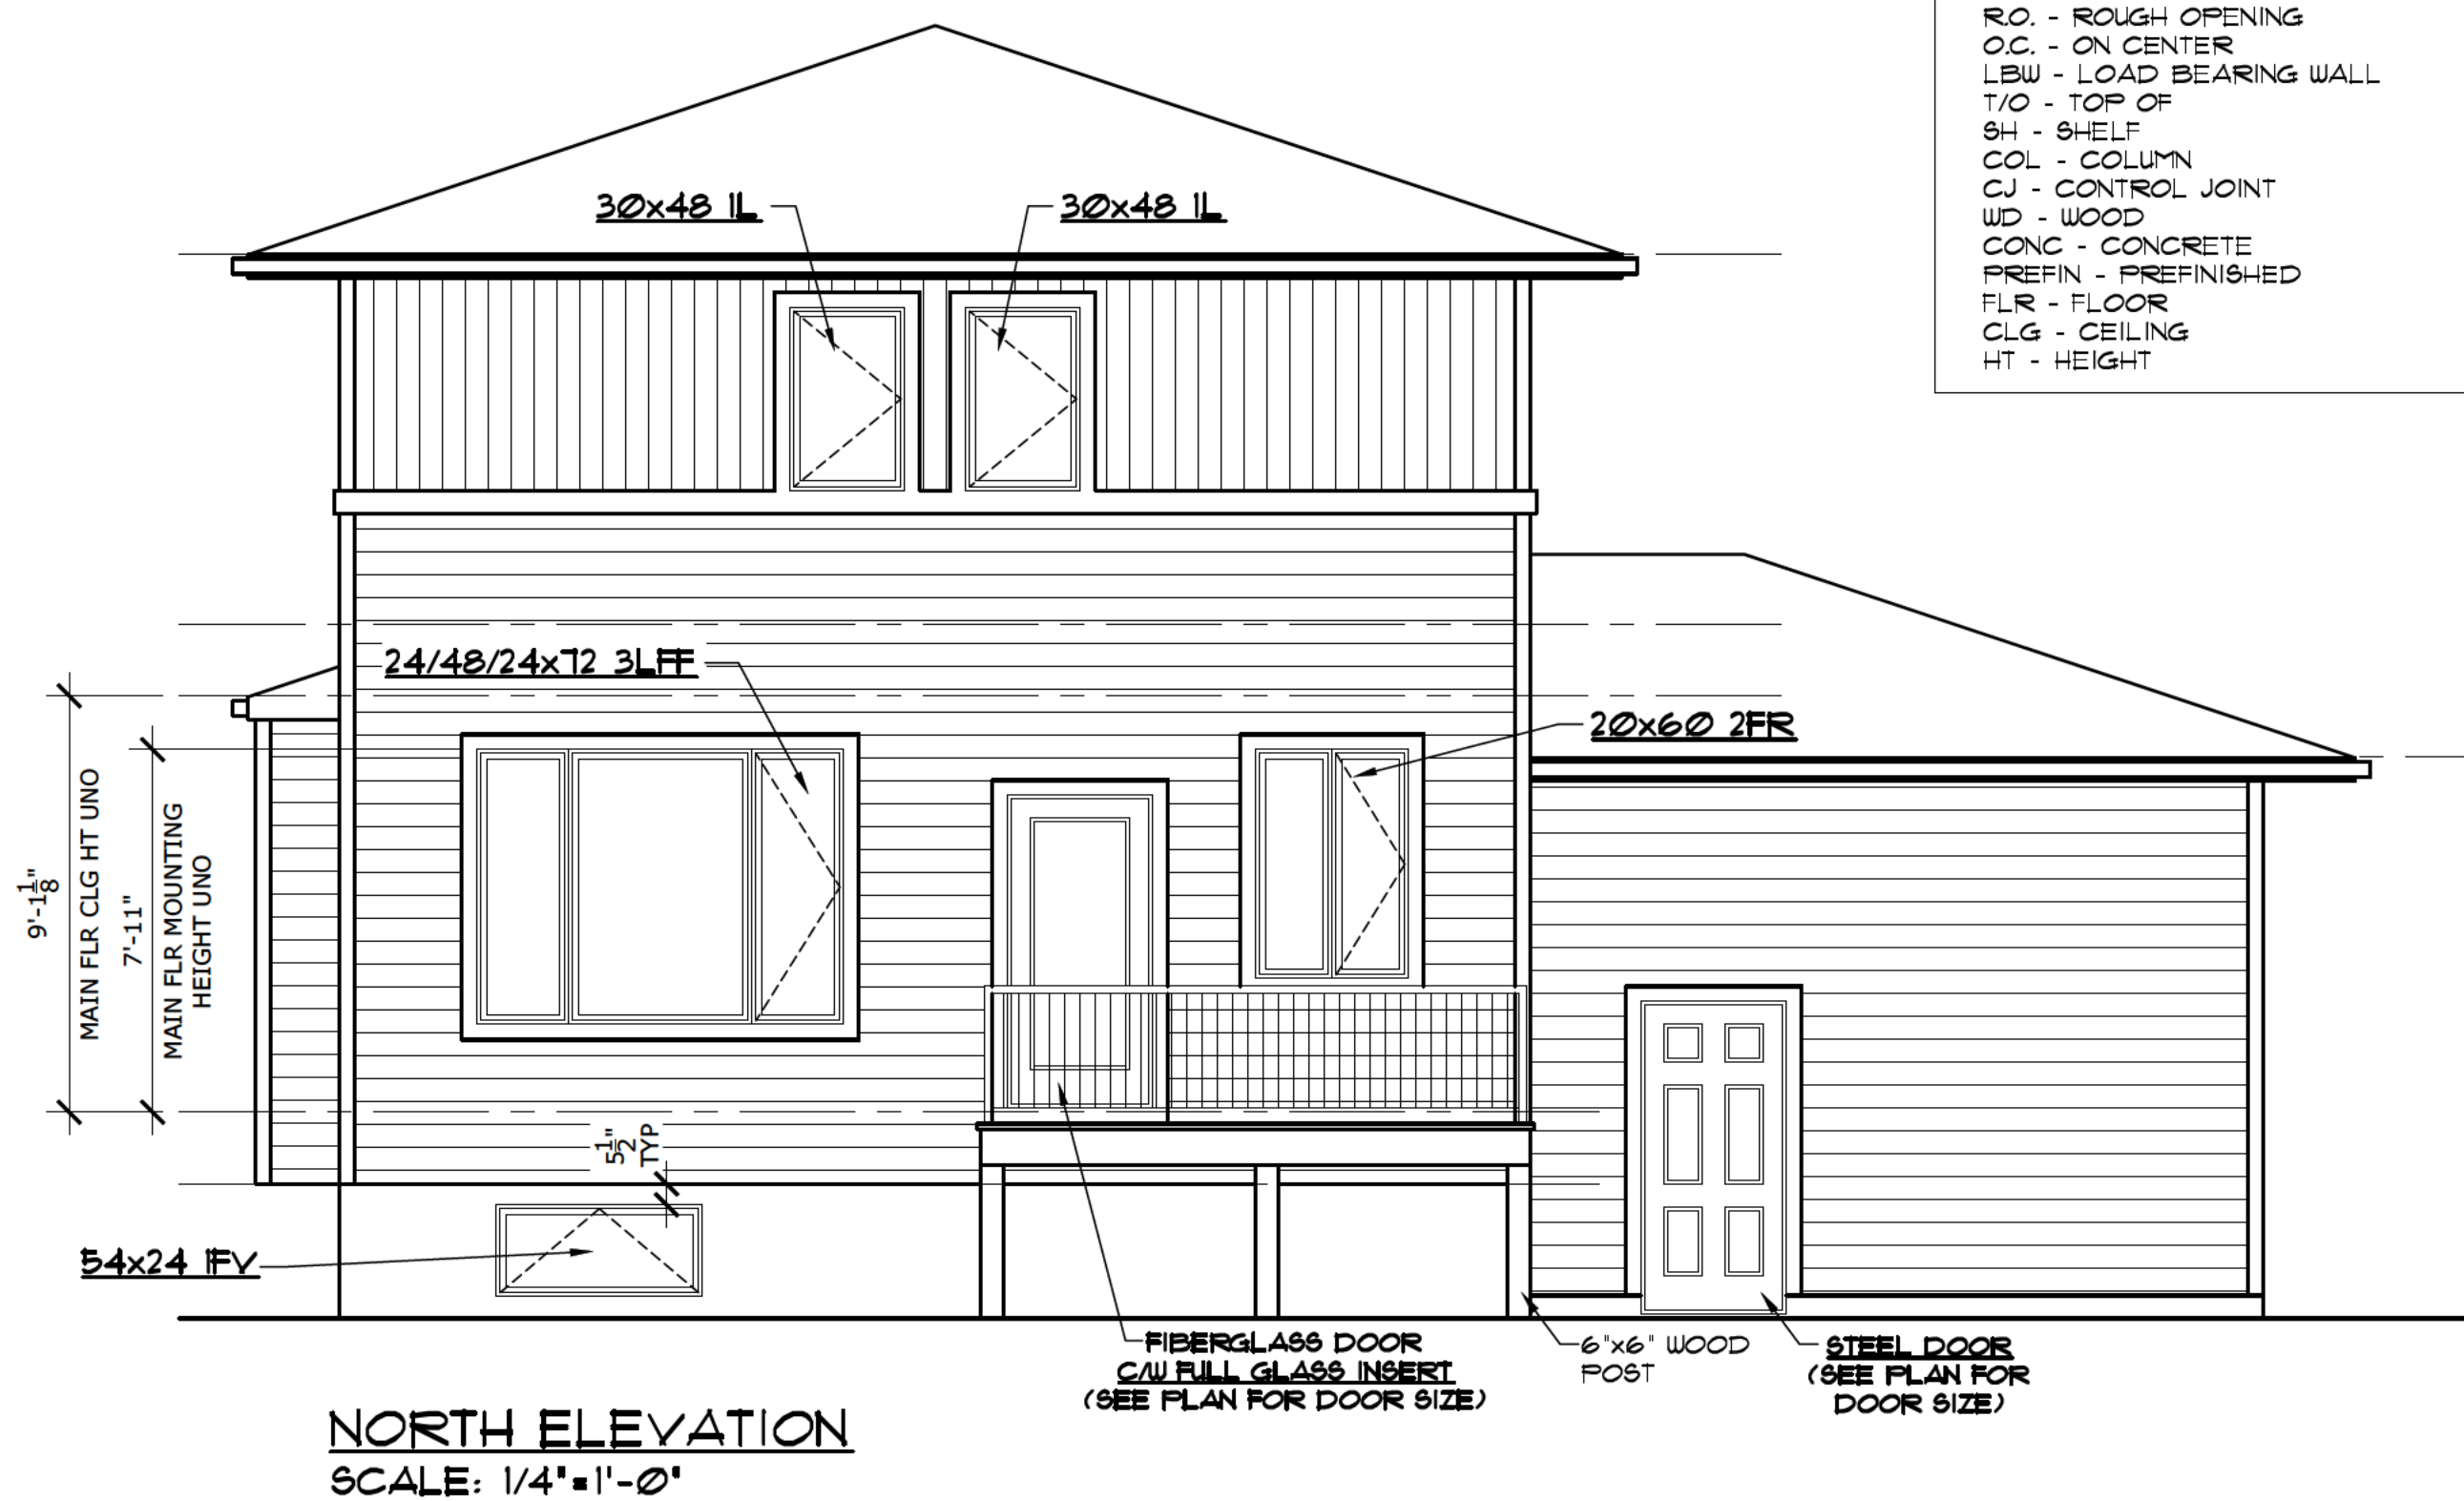 R.O. - ROUGH OPENING
O.C. - ON CENTER
LBW - LOAD BEARING WALL
T/O - TOP OF
SH - SHELF
COL - COLUMN
CJ - CONTROL JOINT
WD - WOOD
CONC - CONCRETE
PREFIN - PREFINISHED
FLR - FLOOR
CLG - CEILING
HT - HEIGHT
30x48 1L
30x48 1L
24/48/24x72 3LFF
20x60 2FR
9'-1 1/8"
MAIN FLR CLG HT UNO
7'-11"
MAIN FLR MOUNTING
HEIGHT UNO
5 1/2"
TYP
54x24 1FV
FIBERGLASS DOOR
C/W FULL GLASS INSERT
(SEE PLAN FOR DOOR SIZE)
6"x6" WOOD
POST
STEEL DOOR
(SEE PLAN FOR
DOOR SIZE)
NORTH ELEVATION
SCALE: 1/4"=1'-0"